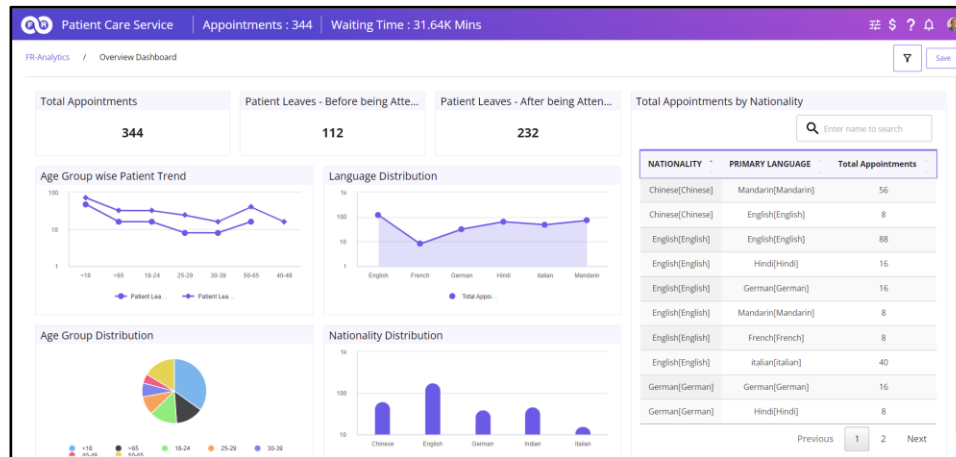 FR Patient Care Service Appointments : 344 Waiting Time : 31.64K Mins $ ?
FR-Analytics / Overview Dashboard Save
Total Appointments
344
Patient Leaves - Before being Atte...
112
Patient Leaves - After being Atten...
232
Age Group wise Patient Trend
100
10
1
<18 >65 18-24 25-29 30-39 50-65 40-49
Patient Lea... Patient Lea...
Language Distribution
1k
100
10
1
English French German Hindi italian Mandarin
Total Appoi...
Age Group Distribution
<18 >65 18-24 25-29 30-39
40-49 50-65
Nationality Distribution
1k
100
10
Chinese English German Indian Italian
Total Appointments by Nationality
Enter name to search
NATIONALITY PRIMARY LANGUAGE Total Appointments
Chinese[Chinese] Mandarin[Mandarin] 56
Chinese[Chinese] English[English] 8
English[English] English[English] 88
English[English] Hindi[Hindi] 16
English[English] German[German] 16
English[English] Mandarin[Mandarin] 8
English[English] French[French] 8
English[English] italian[italian] 40
German[German] German[German] 16
German[German] Hindi[Hindi] 8
Previous 1 2 Next